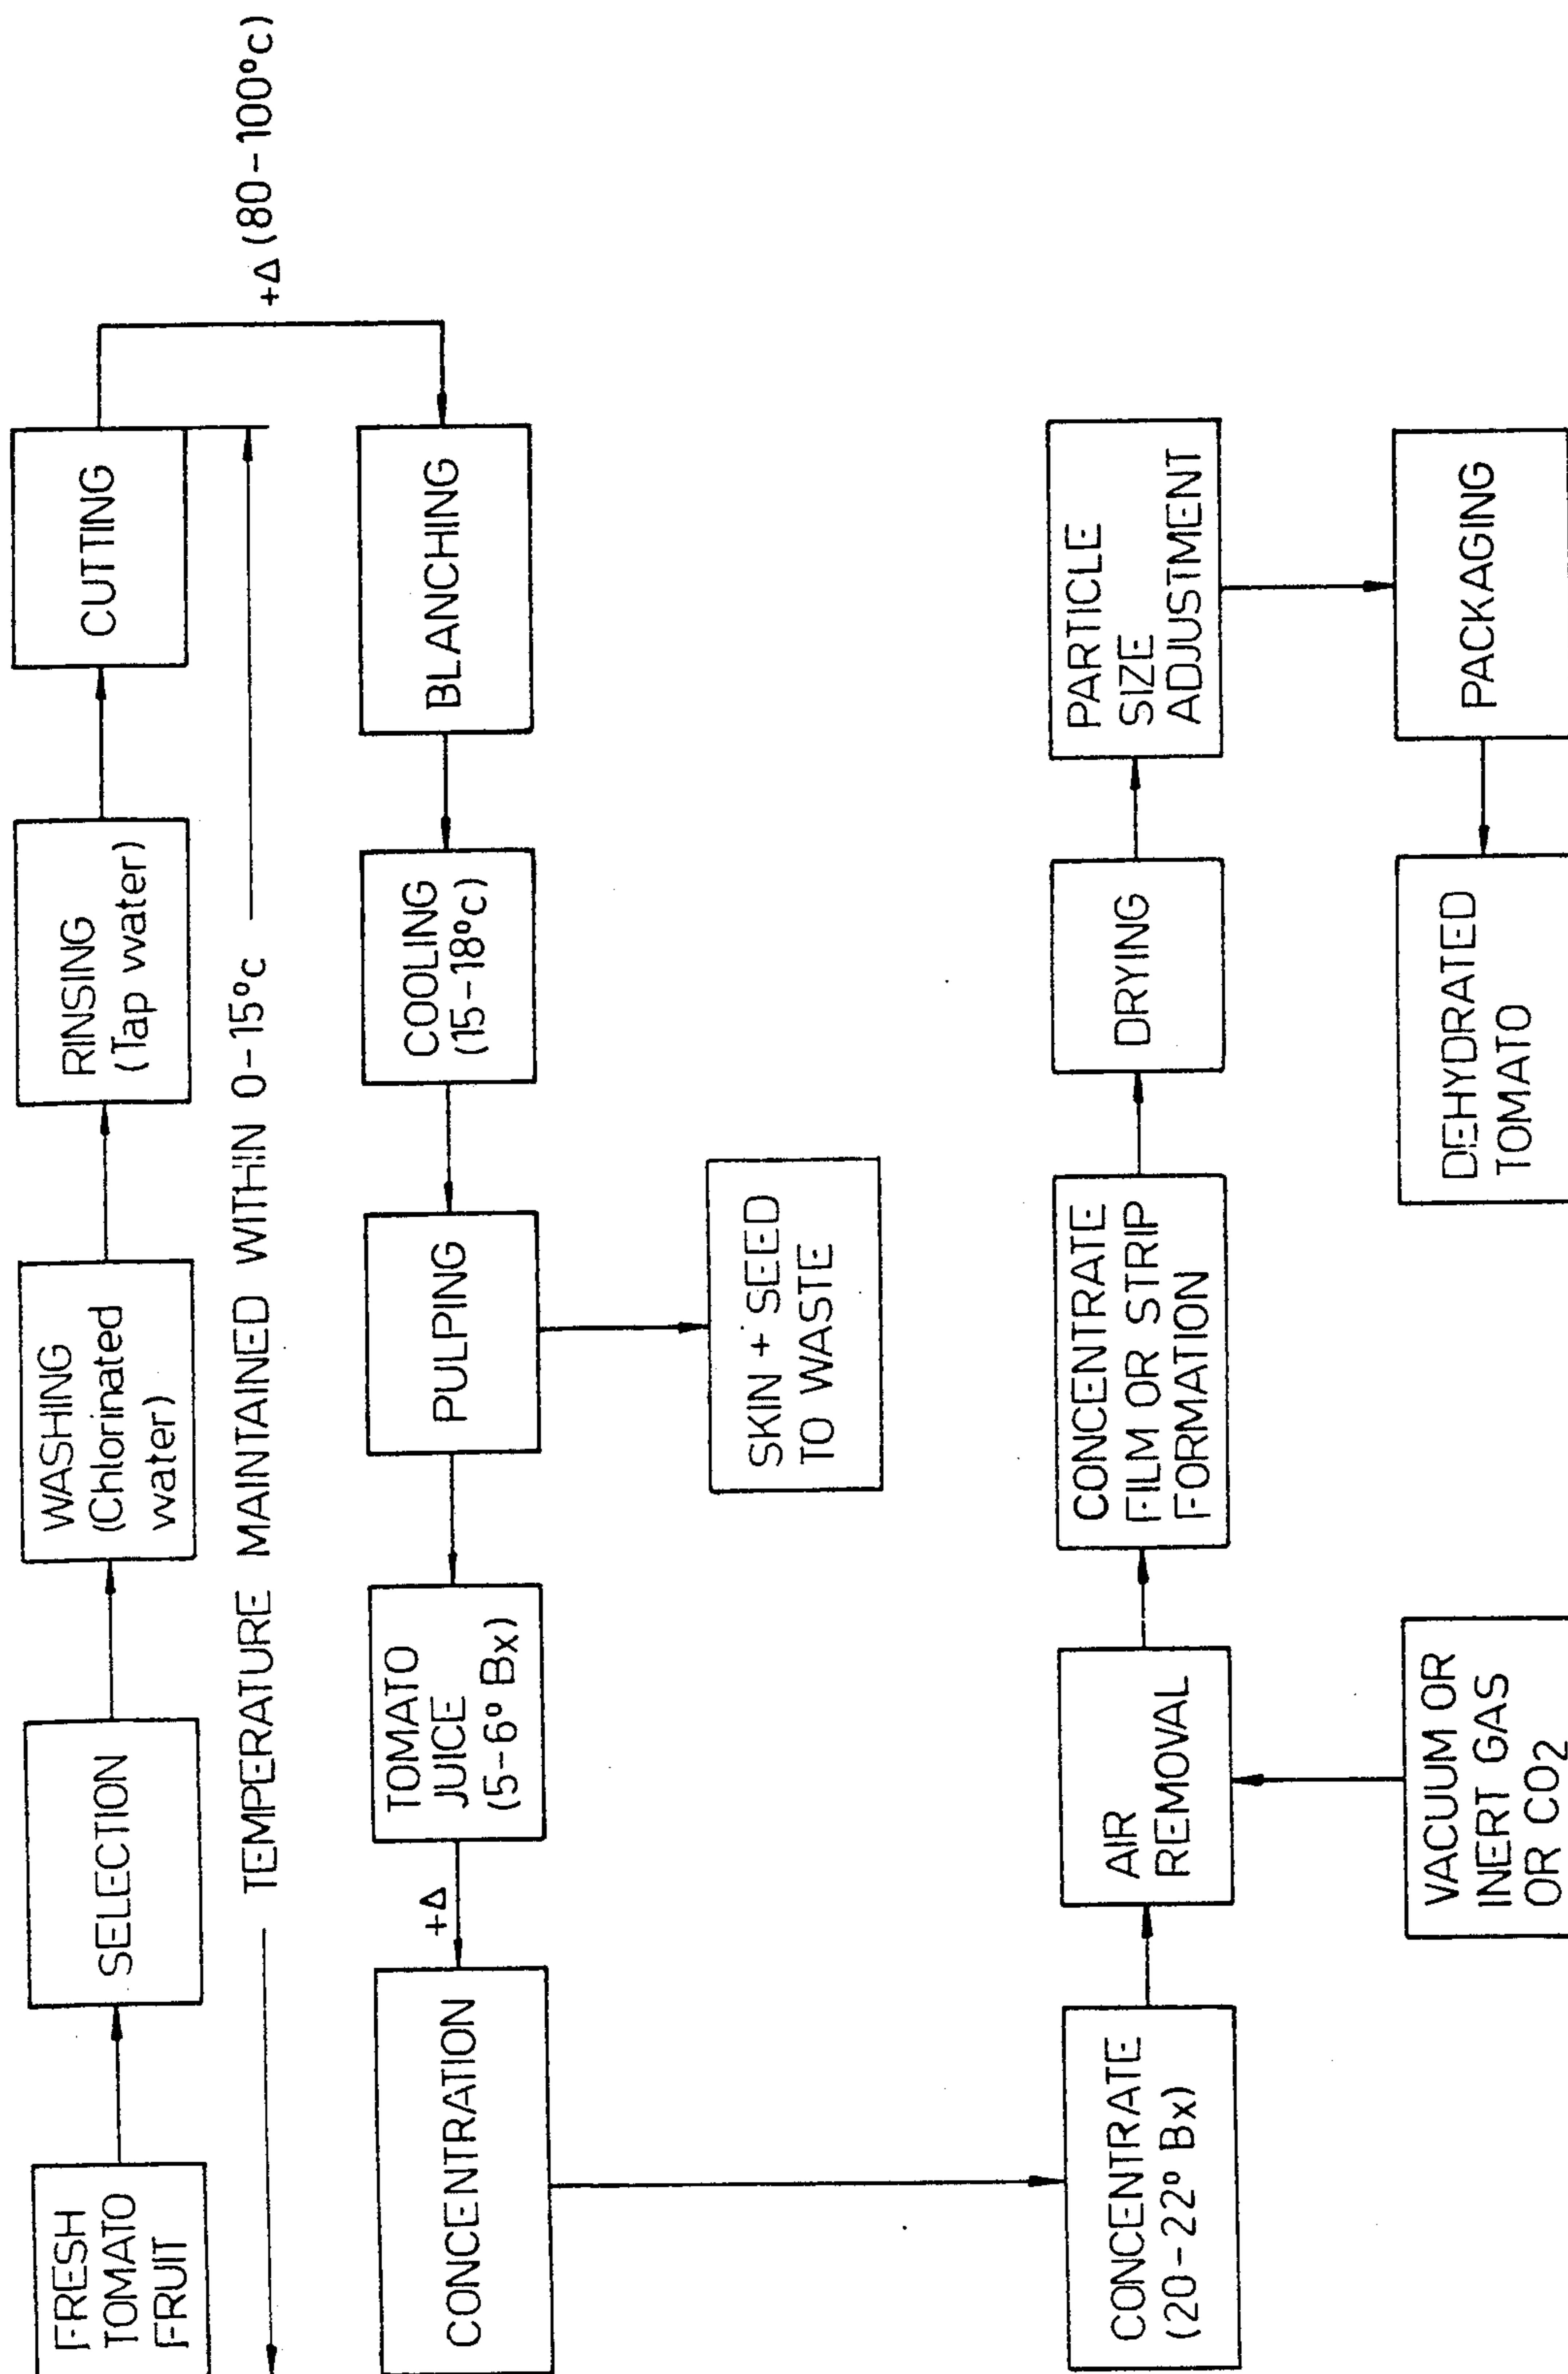 FRESH
TOMATO
FRUIT
SELECTION
WASHING
(Chlorinated
water)
RINSING
(Tap water)
CUTTING
TEMPERATURE MAINTAINED WITHIN 0-15°c
+Δ (80-100°c)
BLANCHING
COOLING
(15-18°c)
PULPING
SKIN + SEED
TO WASTE
TOMATO
JUICE
(5-6° Bx)
+Δ
CONCENTRATION
CONCENTRATE
(20-22° Bx)
AIR
REMOVAL
VACUUM OR
INERT GAS
OR CO2
CONCENTRATE
FILM OR STRIP
FORMATION
DRYING
PARTICLE
SIZE
ADJUSTMENT
PACKAGING
DEHYDRATED
TOMATO